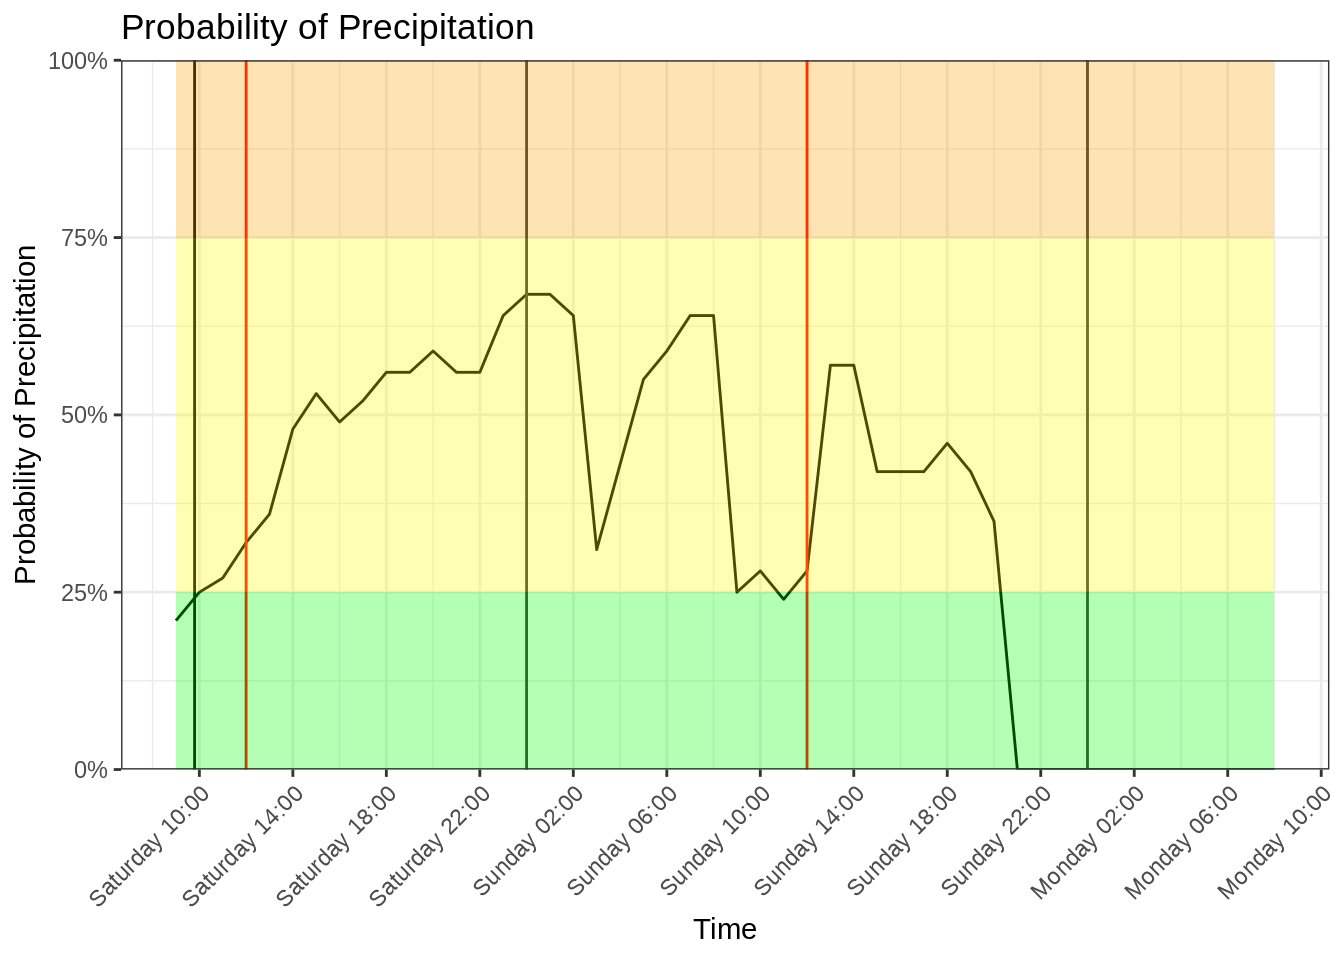 Probability of Precipitation
100%
75%
50%
25%
0%
Probability of Precipitation
Saturday 10:00
Saturday 14:00
Saturday 18:00
Saturday 22:00
Sunday 02:00
Sunday 06:00
Sunday 10:00
Sunday 14:00
Sunday 18:00
Sunday 22:00
Monday 02:00
Monday 06:00
Monday 10:00
Time